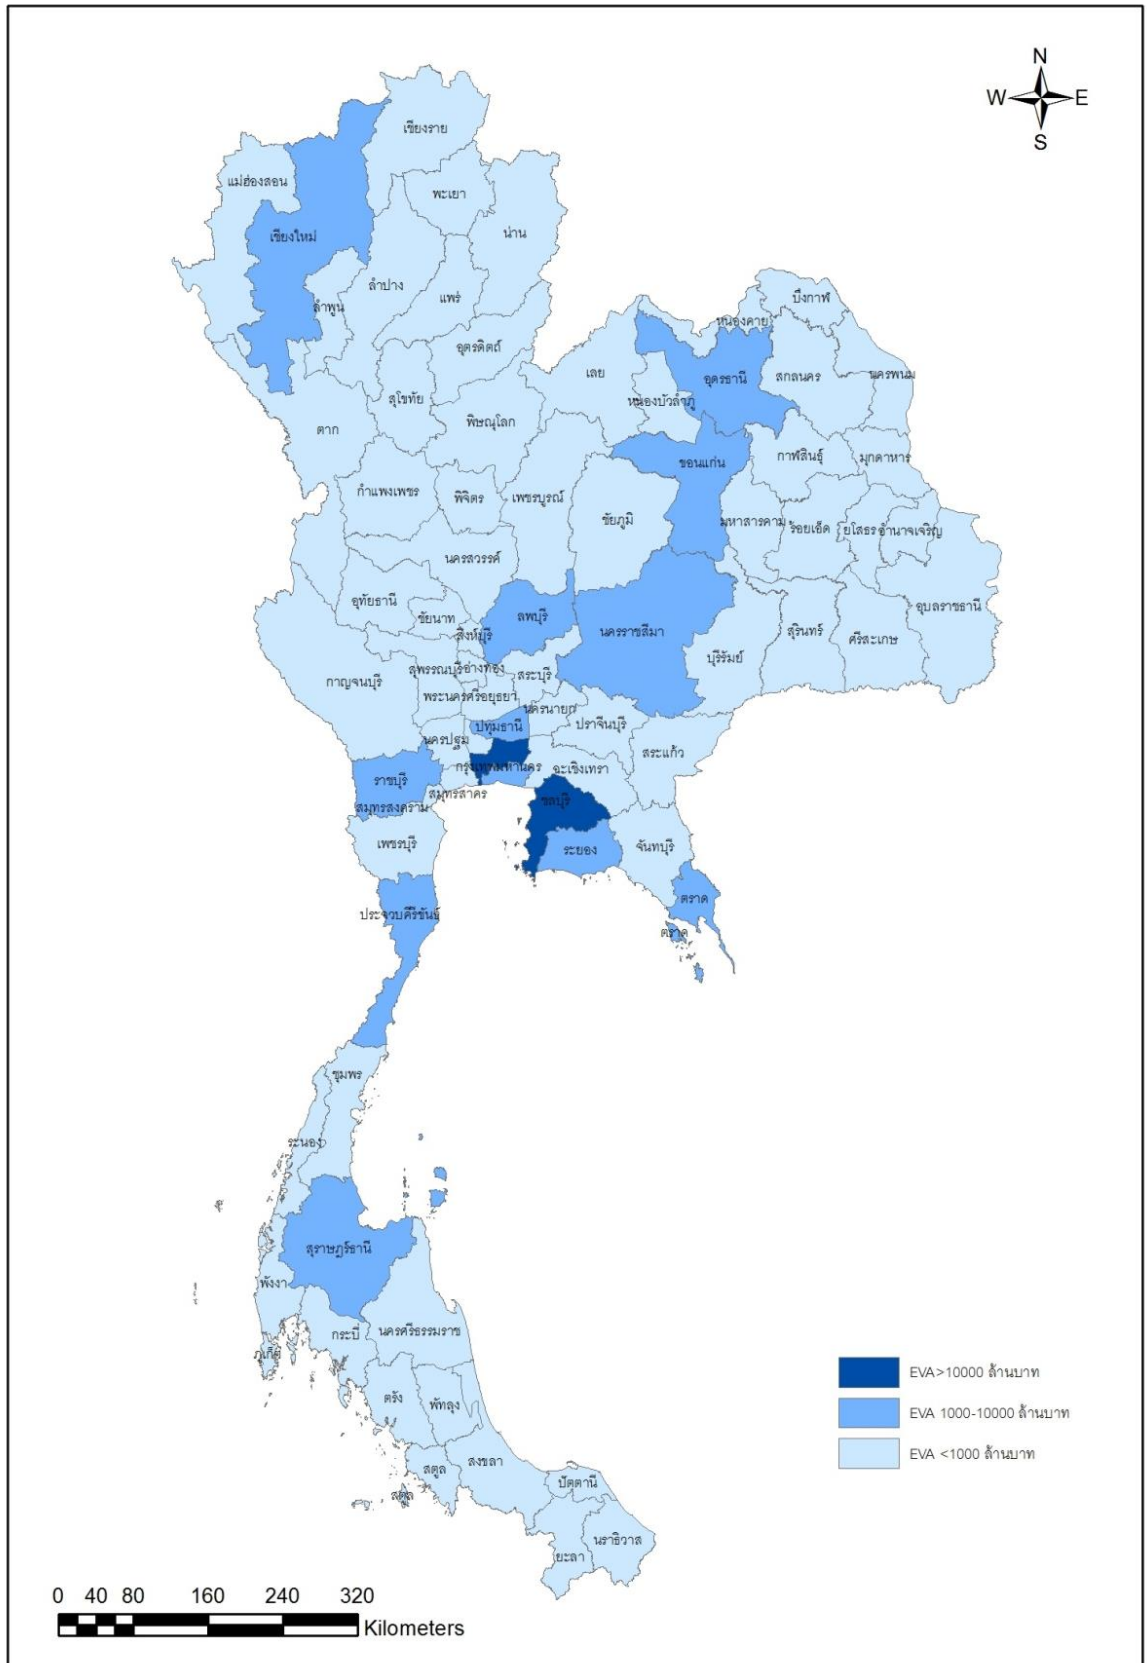 N
W E
S
เชียงราย
แม่ฮ่องสอน
พะเยา
น่าน
เชียงใหม่
ลำปาง
แพร่
ลำพูน
บึงกาฬ
หนองคาย
อุตรดิตถ์
เลย
อุดรธานี
สกลนคร
นครพนม
สุโขทัย
หนองบัวลำภู
พิษณุโลก
ตาก
ขอนแก่น
กาฬสินธุ์
มุกดาหาร
กำแพงเพชร
พิจิตร
เพชรบูรณ์
ชัยภูมิ
มหาสารคาม
ร้อยเอ็ด
ยโสธร
อำนาจเจริญ
นครสวรรค์
อุทัยธานี
ชัยนาท
ลพบุรี
สิงห์บุรี
นครราชสีมา
อุบลราชธานี
สุรินทร์
ศรีสะเกษ
บุรีรัมย์
กาญจนบุรี
สุพรรณบุรี
อ่างทอง
สระบุรี
พระนครศรีอยุธยา
นครนายก
ปราจีนบุรี
ปทุมธานี
นครปฐม
สระแก้ว
กรุงเทพมหานคร
ฉะเชิงเทรา
ราชบุรี
สมุทรสาคร
สมุทรสงคราม
ชลบุรี
เพชรบุรี
ระยอง
จันทบุรี
ตราด
ประจวบคีรีขันธ์
ตราด
ชุมพร
ระนอง
สุราษฎร์ธานี
พังงา
กระบี่
นครศรีธรรมราช
ภูเก็ต
ตรัง
พัทลุง
สงขลา
สตูล
ปัตตานี
สตูล
นราธิวาส
ยะลา
EVA>10000 ล้านบาท
EVA 1000-10000 ล้านบาท
EVA <1000 ล้านบาท
0 40 80 160 240 320
Kilometers